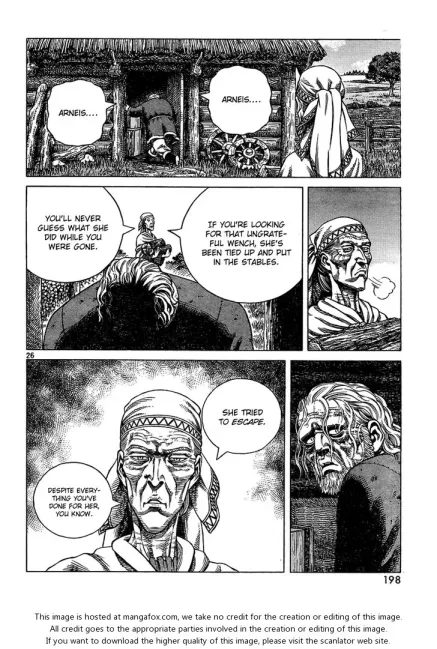 ARNEIS....
ARNEIS....
YOU'LL NEVER
GUESS WHAT SHE
DID WHILE YOU
WERE GONE.
IF YOU'RE LOOKING
FOR THAT UNGRATE-
FUL WENCH, SHE'S
BEEN TIED UP AND PUT
IN THE STABLES.
26
SHE TRIED
TO ESCAPE.
DESPITE EVERY-
THING YOU'VE
DONE FOR HER,
YOU KNOW.
198
This image is hosted at mangafox.com, we take no credit for the creation or editing of this image.
All credit goes to the appropriate parties involved in the creation or editing of this image.
If you want to download the higher quality of this image, please visit the scanlator web site.